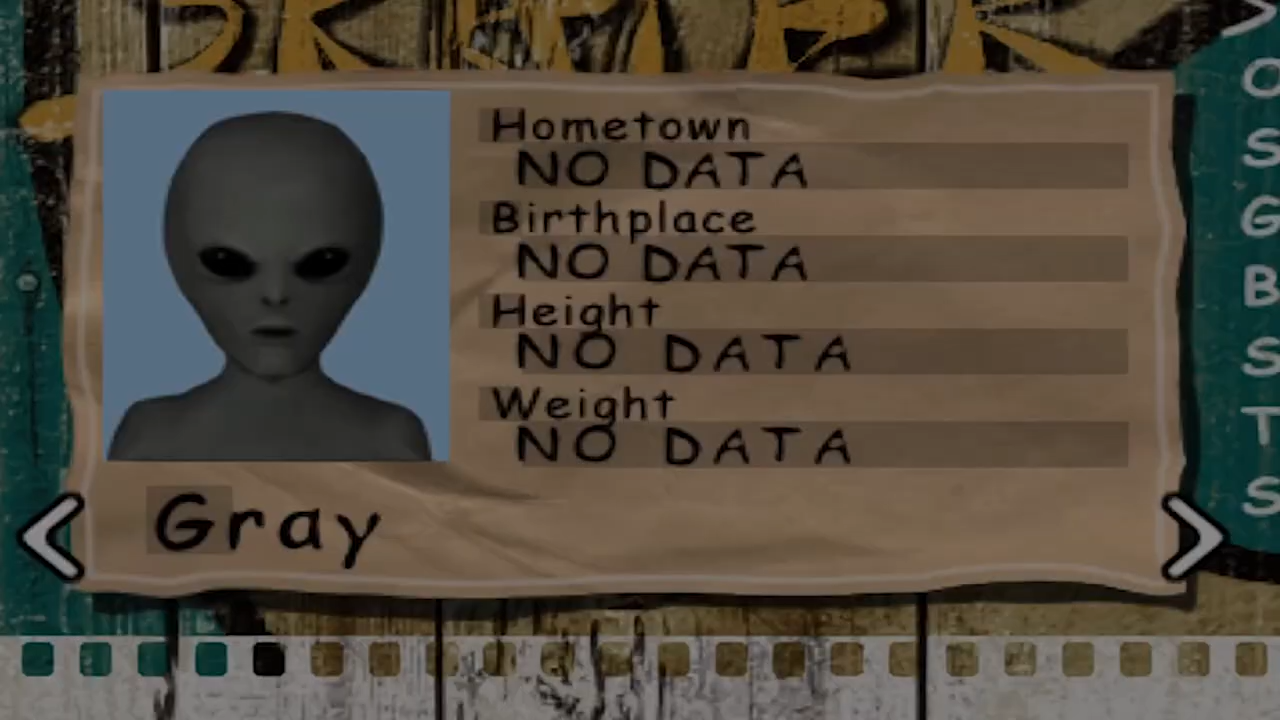 Hometown
NO DATA
Birthplace
NO DATA
Height
NO DATA
Weight
NO DATA
Gray
>
O
S
G
B
S
T
S